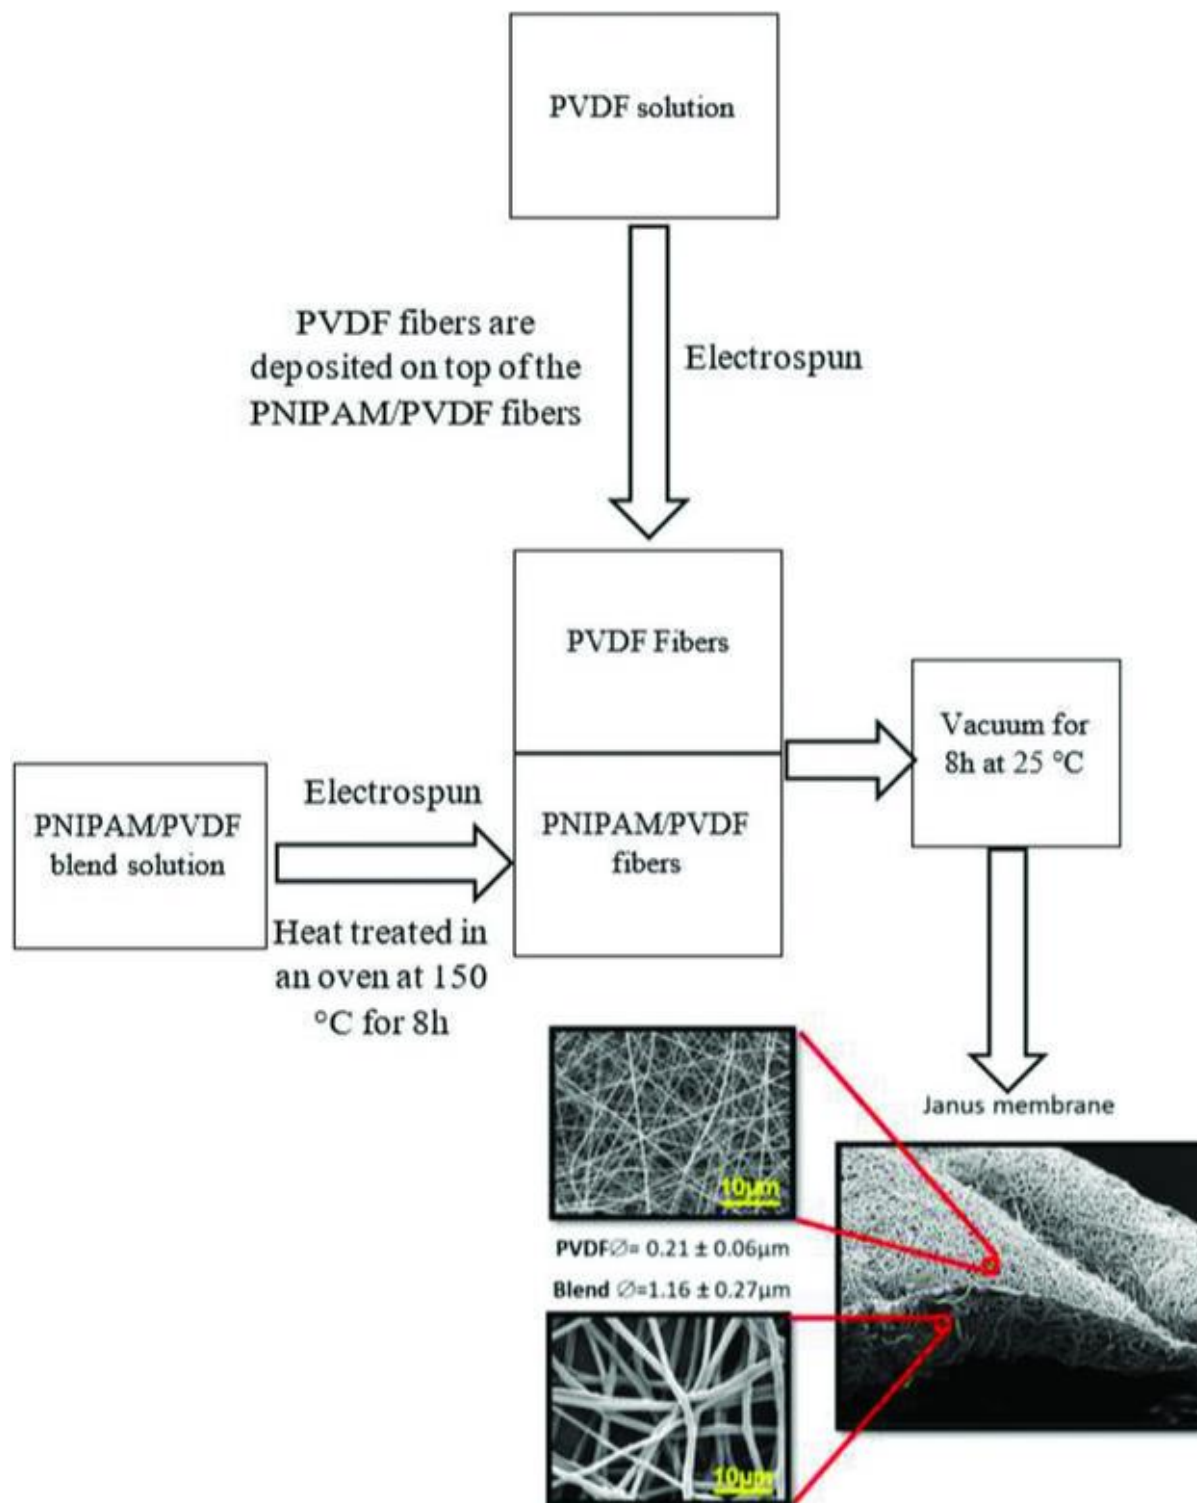 PVDF solution
PVDF fibers are
deposited on top of the
PNIPAM/PVDF fibers
Electrospun
PVDF Fibers
Vacuum for
8h at 25 °C
PNIPAM/PVDF
blend solution
Electrospun
Heat treated in
an oven at 150
°C for 8h
PNIPAM/PVDF
fibers
Janus membrane
10μm
PVDF∅= 0.21 ± 0.06μm
Blend ∅=1.16 ± 0.27μm
10μm